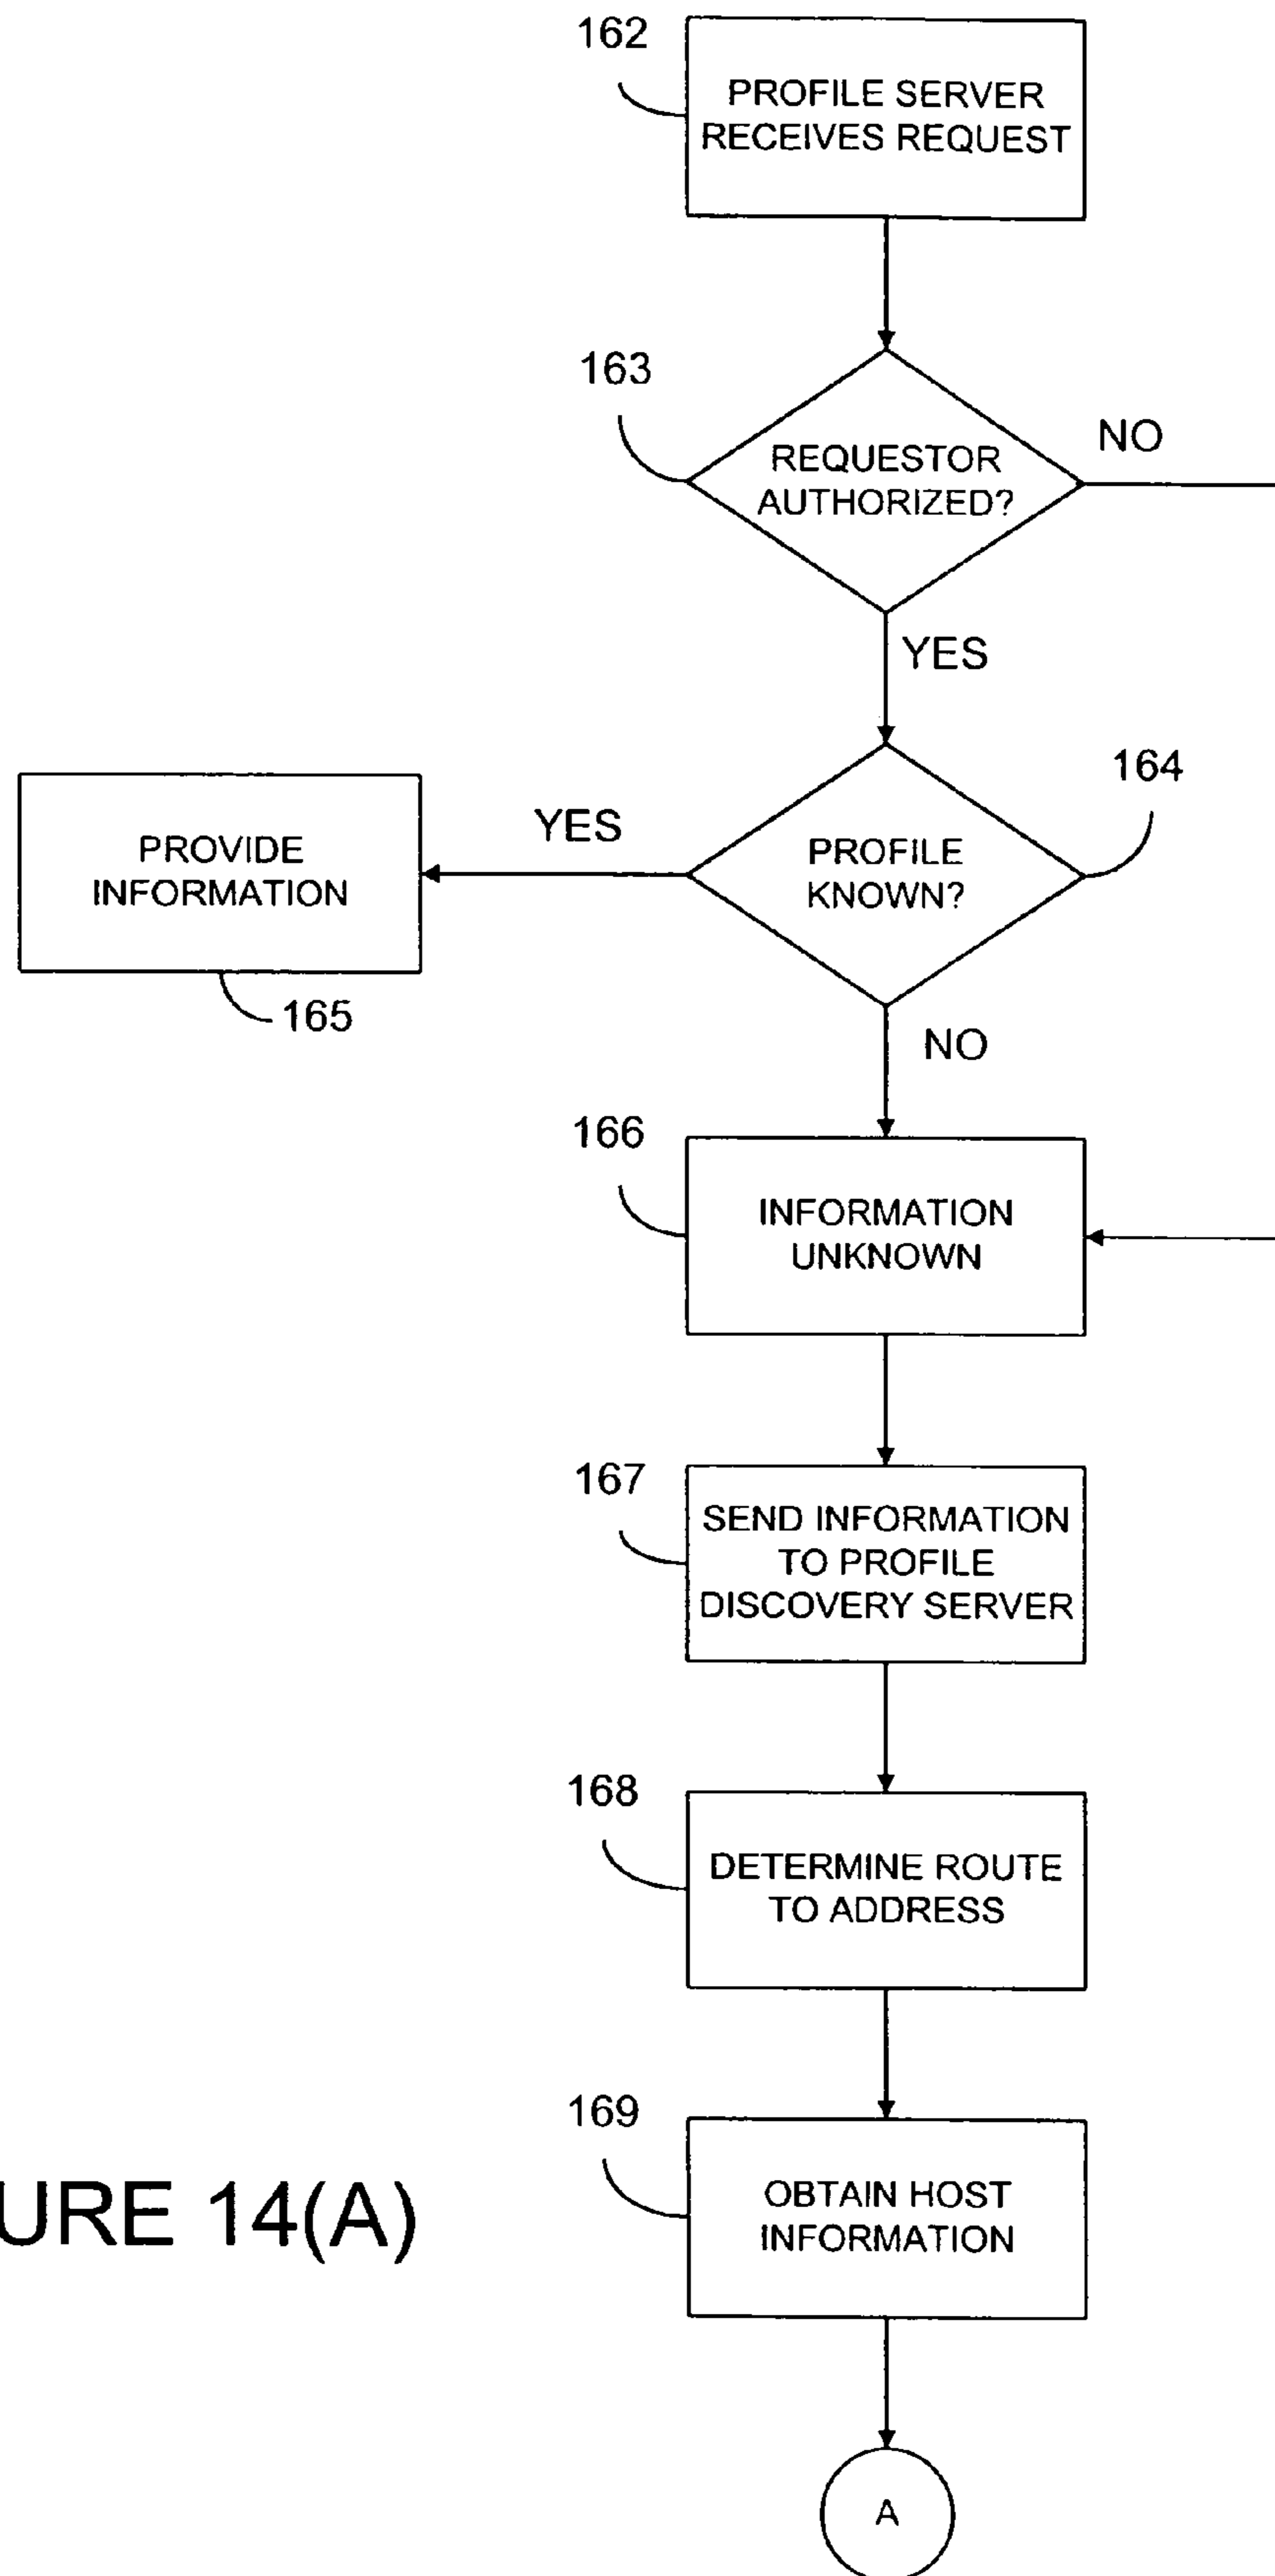 162
PROFILE SERVER
RECEIVES REQUEST
163
REQUESTOR
AUTHORIZED?
NO
YES
164
PROFILE
KNOWN?
YES
PROVIDE
INFORMATION
165
NO
166
INFORMATION
UNKNOWN
167
SEND INFORMATION
TO PROFILE
DISCOVERY SERVER
168
DETERMINE ROUTE
TO ADDRESS
169
OBTAIN HOST
INFORMATION
URE 14(A)
A